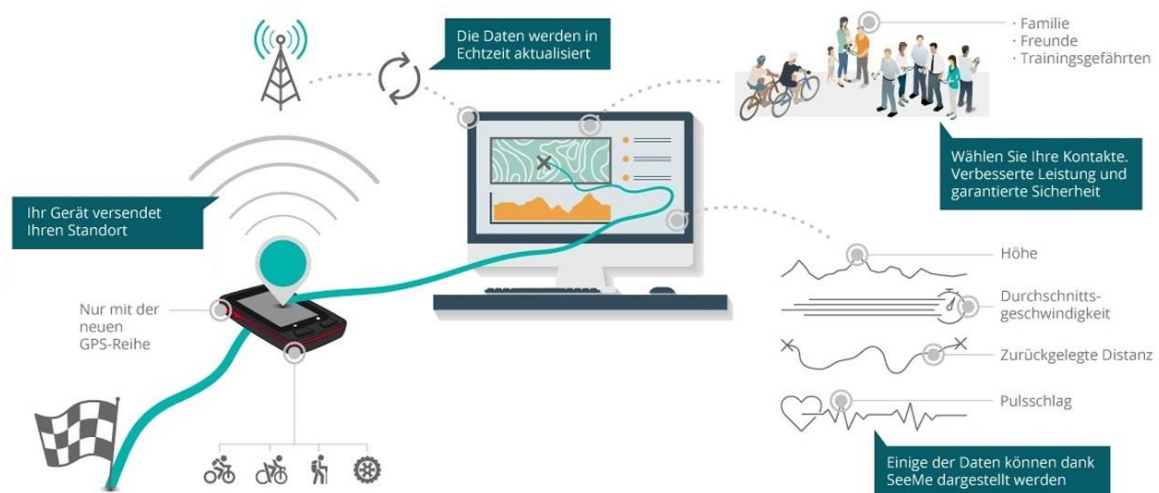 Die Daten werden in
Echtzeit aktualisiert
· Familie
· Freunde
· Trainingsgefährten
Wählen Sie Ihre Kontakte.
Verbesserte Leistung und
garantierte Sicherheit
Ihr Gerät versendet
Ihren Standort
Nur mit der
neuen
GPS-Reihe
Höhe
Durchschnitts-
geschwindigkeit
Zurückgelegte Distanz
Pulsschlag
Einige der Daten können dank
SeeMe dargestellt werden